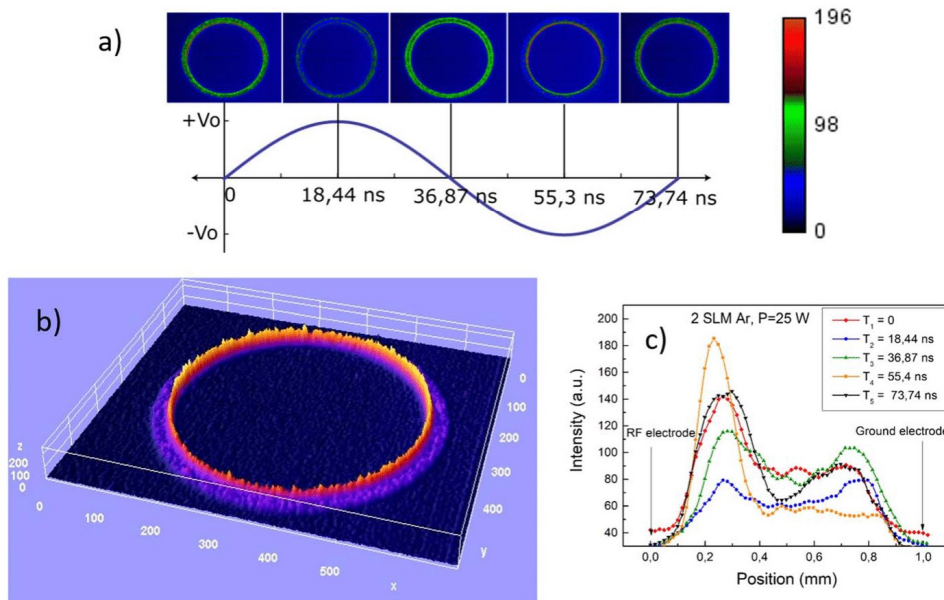 a)
196
98
0
+Vo
0
18,44 ns
36,87 ns
55,3 ns
73,74 ns
-Vo
b)
z
200
100
0
0
100
200
300
400
500
x
0
100
200
300
400
y
c)
2 SLM Ar, P=25 W
T1 = 0
T2 = 18,44 ns
T3 = 36,87 ns
T4 = 55,4 ns
T5 = 73,74 ns
RF electrode
Ground electrode
Intensity (a.u.)
200
180
160
140
120
100
80
60
40
0,0
0,2
0,4
0,6
0,8
1,0
Position (mm)